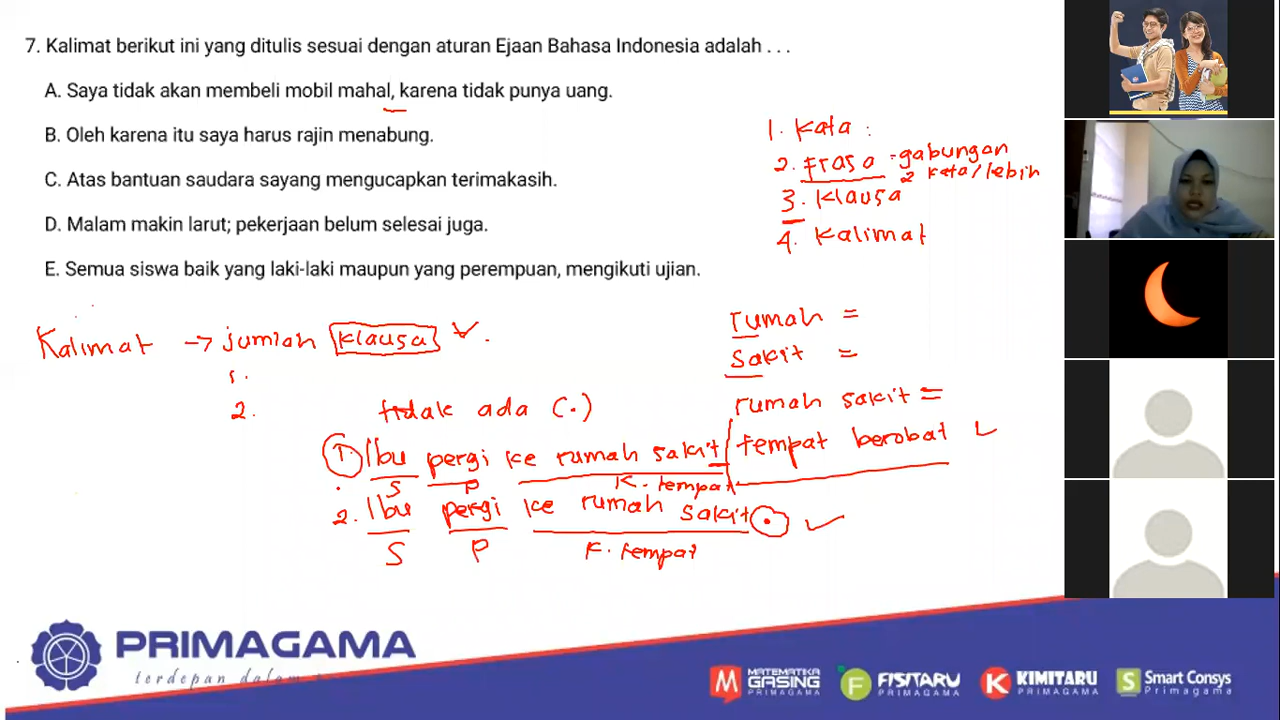 7. Kalimat berikut ini yang ditulis sesuai dengan aturan Ejaan Bahasa Indonesia adalah . . .
A. Saya tidak akan membeli mobil mahal, karena tidak punya uang.
B. Oleh karena itu saya harus rajin menabung.
C. Atas bantuan saudara sayang mengucapkan terimakasih.
D. Malam makin larut; pekerjaan belum selesai juga.
E. Semua siswa baik yang laki-laki maupun yang perempuan, mengikuti ujian.
1. Kata :
2. Frasa - gabungan
2 kata/lebih
3. Klausa
4. Kalimat
Kalimat -> jumlah klausa
1.
2.
rumah =
sakit =
rumah sakit =
tempat berobat
tidak ada (.)
1. Ibu pergi ke rumah sakit
S P K. tempat
2. Ibu pergi ke rumah sakit.
S P K. tempat
PRIMAGAMA
terdepan dalam
MATEMATIKA
GASING
PRIMAGAMA
FISITARU
PRIMAGAMA
KIMITARU
PRIMAGAMA
Smart Consys
Primagama